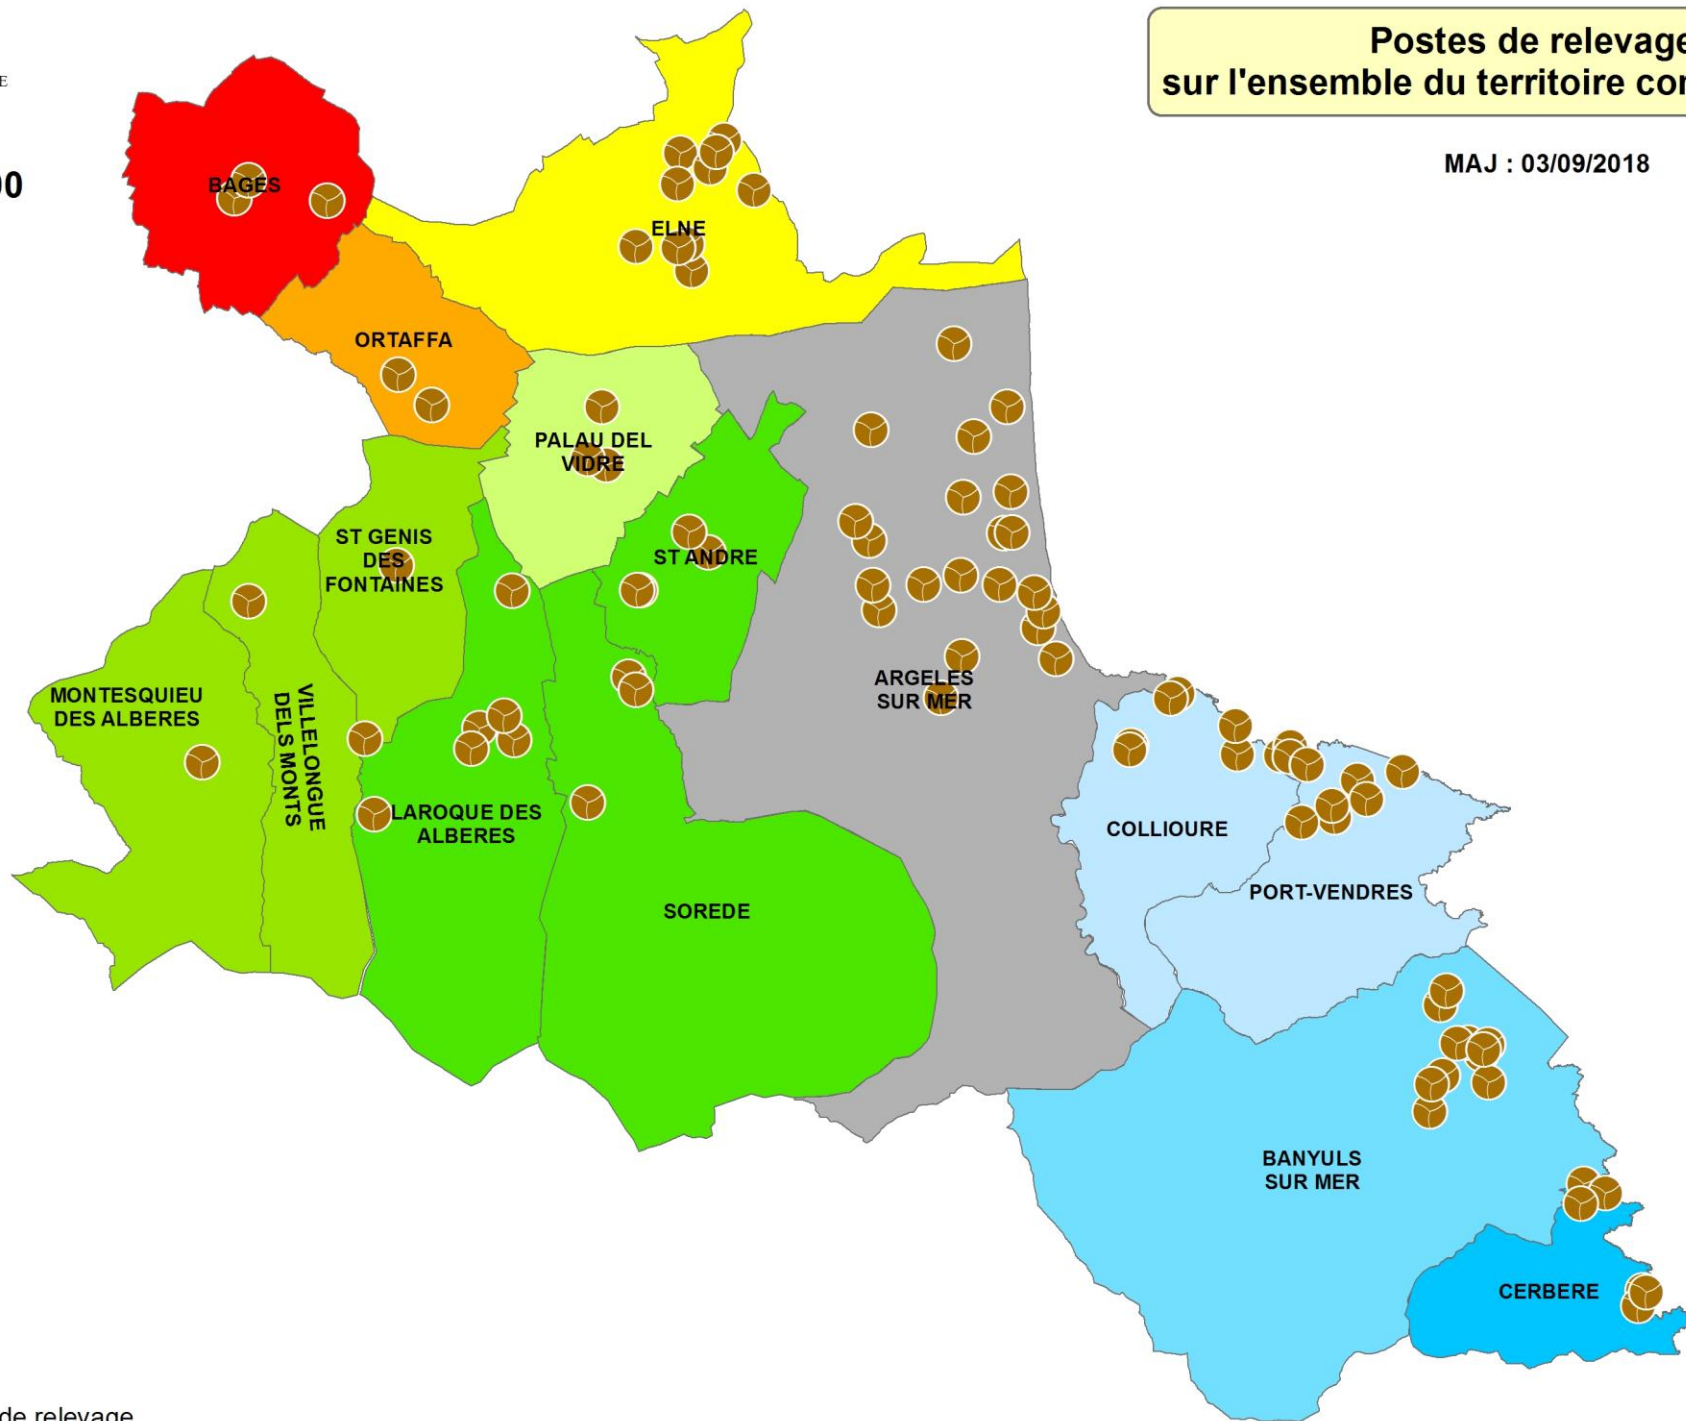 Postes de relevage
sur l'ensemble du territoire
MAJ : 03/09/2018
E
00
BAGES
ELNE
ORTAFFA
PALAU DEL
VIDRE
ST GENIS
DES
FONTAINES
ST ANDRE
MONTESQUIEU
DES ALBERES
VILLELONGUE
DELS MONTS
ARGELES
SUR MER
LAROQUE DES
ALBERES
COLLIOURE
PORT-VENDRES
SOREDE
BANYULS
SUR MER
CERBERE
de relevage